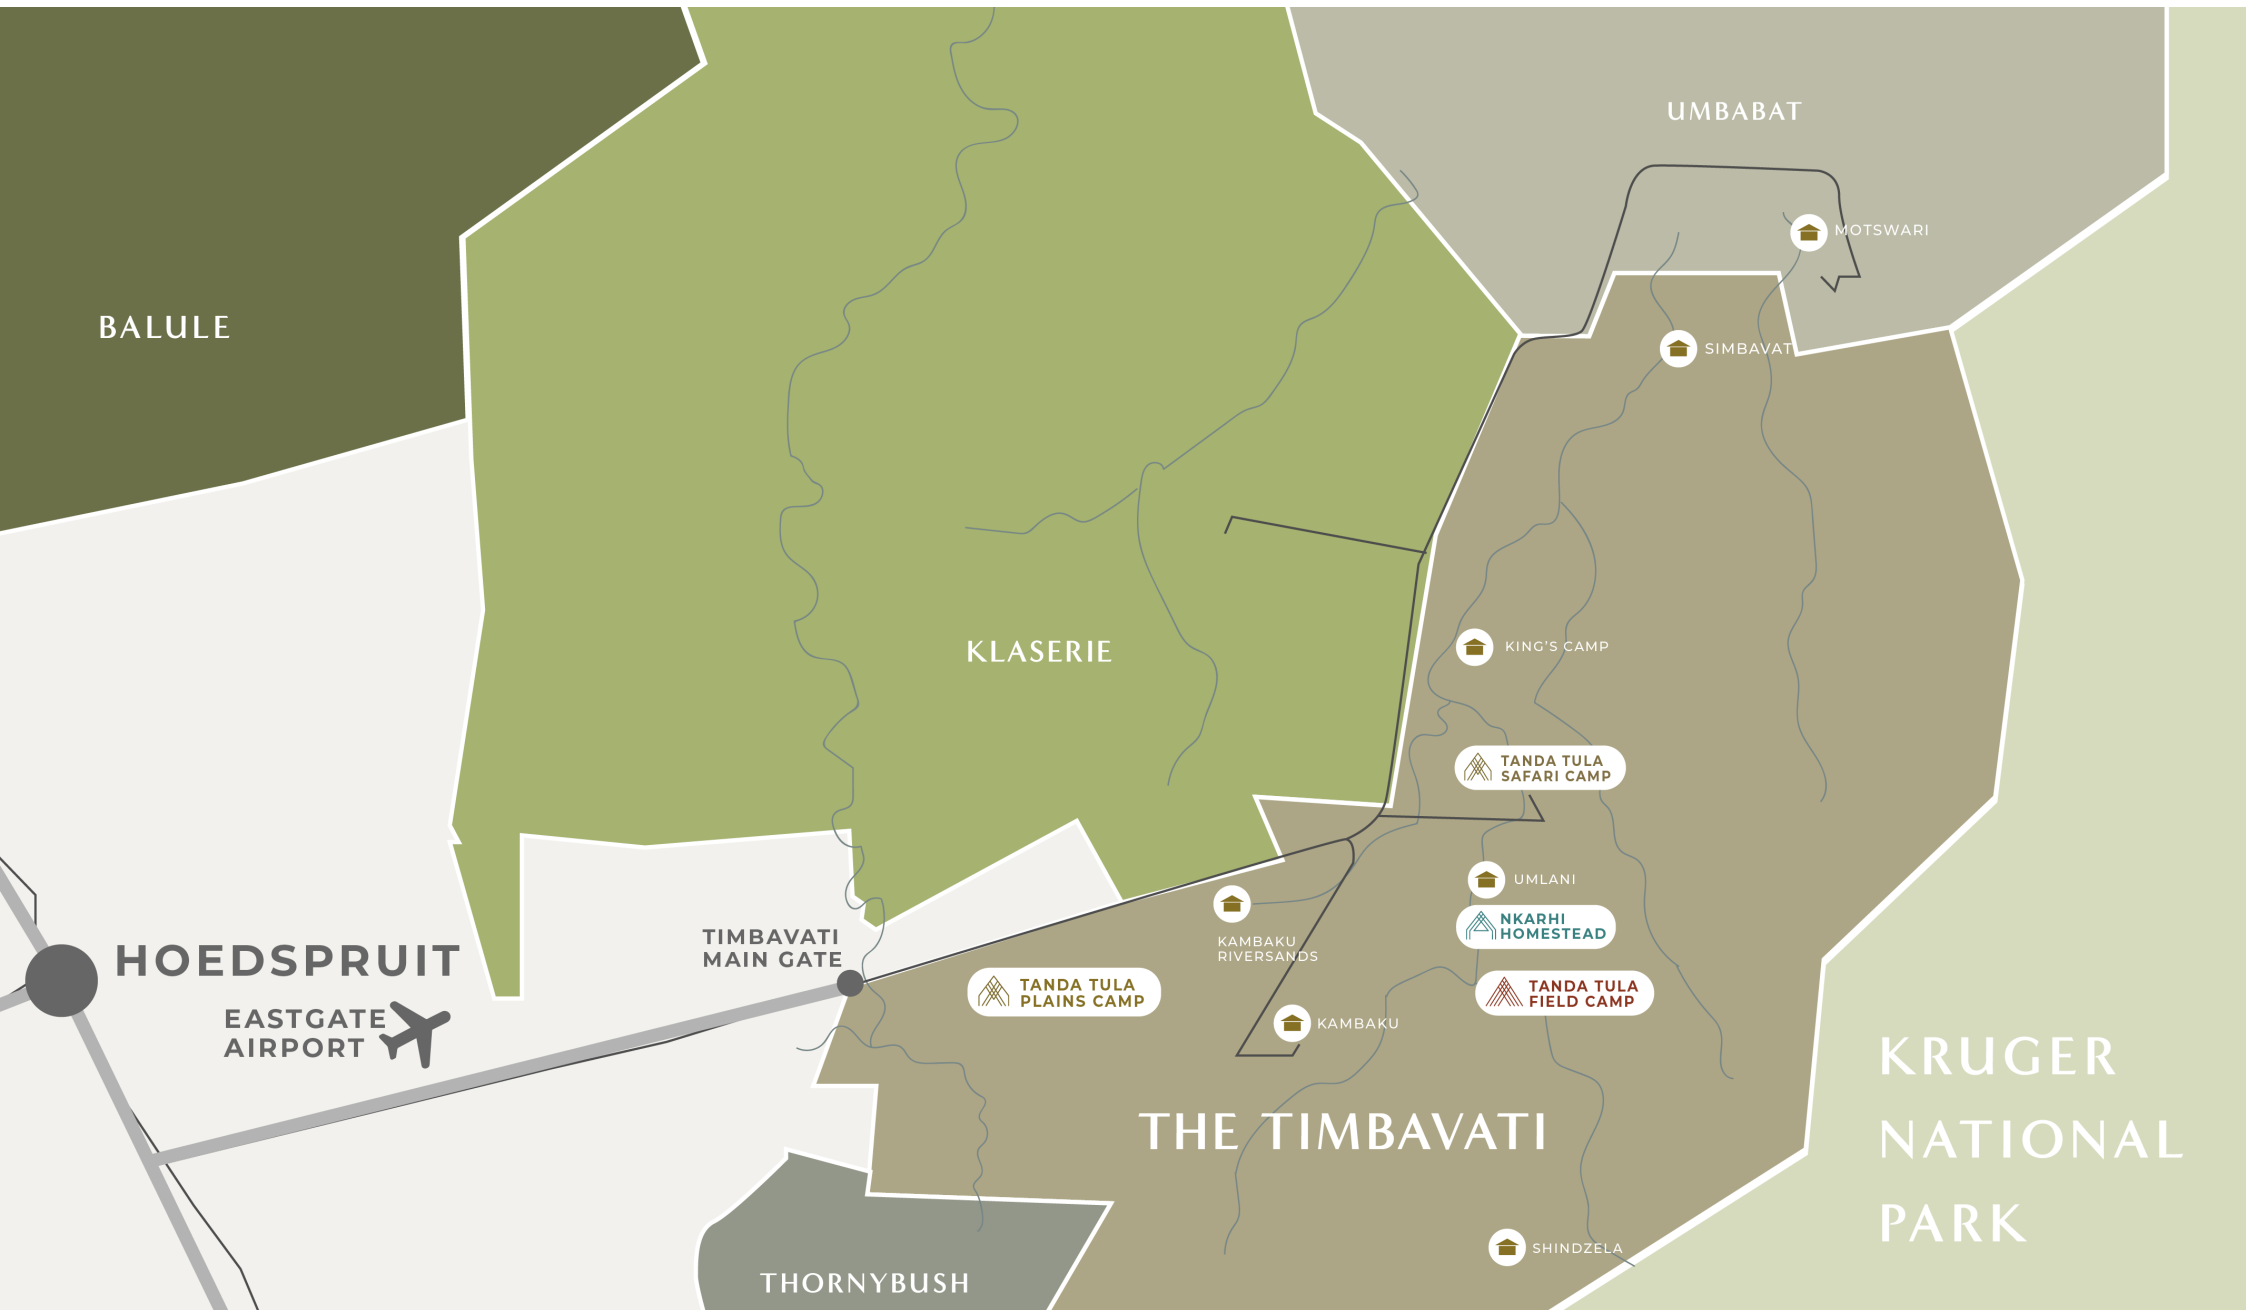 UMBABAT
MOTSWARI
BALULE
SIMBAVATI
KLASERIE
KING'S CAMP
TANDA TULA
SAFARI CAMP
UMLANI
NKARHI
HOMESTEAD
KAMBAKU
RIVERSANDS
TIMBAVATI
MAIN GATE
HOEDSPRUIT
EASTGATE
AIRPORT
TANDA TULA
PLAINS CAMP
TANDA TULA
FIELD CAMP
KAMBAKU
THE TIMBAVATI
KRUGER
NATIONAL
PARK
SHINDZELA
THORNYBUSH